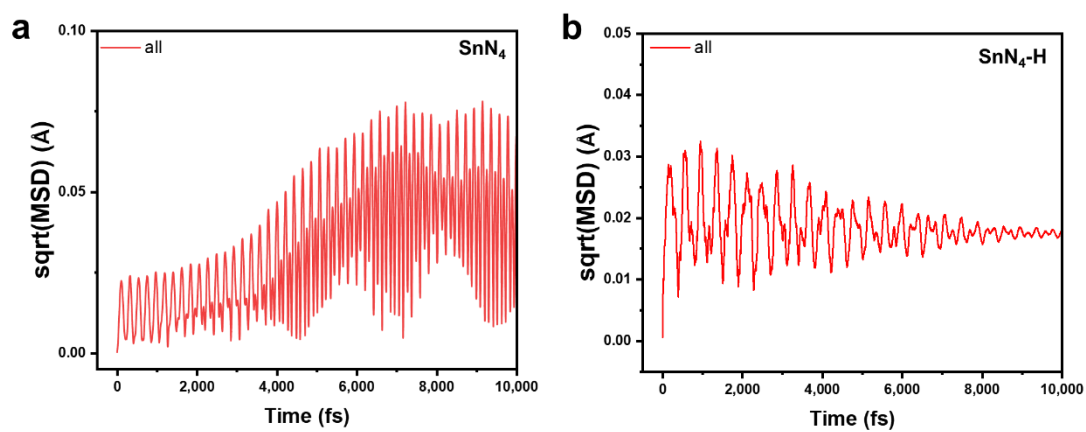 a
all
SnN₄
0.10
0.05
0.00
sqrt(MSD) (Å)
0
2,000
4,000
6,000
8,000
10,000
Time (fs)
b
all
SnN₄-H
0.05
0.04
0.03
0.02
0.01
0.00
sqrt(MSD) (Å)
0
2,000
4,000
6,000
8,000
10,000
Time (fs)